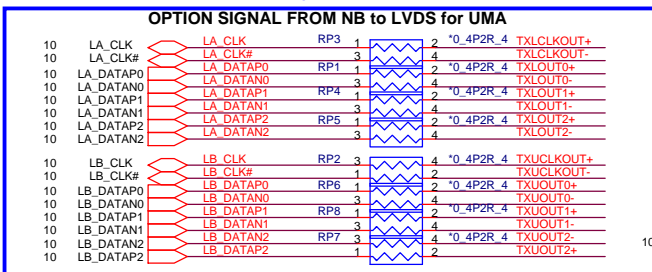 OPTION SIGNAL FROM NB to LVDS for UMA
10 LA_CLK LA_CLK RP3 1 2 *0_4P2R_4 TXLCLKOUT+
10 LA_CLK# LA_CLK# 3 4 TXLCLKOUT-
10 LA_DATAP0 LA_DATAP0 RP1 1 2 *0_4P2R_4 TXLOUT0+
10 LA_DATAN0 LA_DATAN0 3 4 TXLOUT0-
10 LA_DATAP1 LA_DATAP1 RP4 1 2 *0_4P2R_4 TXLOUT1+
10 LA_DATAN1 LA_DATAN1 3 4 TXLOUT1-
10 LA_DATAP2 LA_DATAP2 RP5 1 2 *0_4P2R_4 TXLOUT2+
10 LA_DATAN2 LA_DATAN2 3 4 TXLOUT2-
10 LB_CLK LB_CLK RP2 3 4 *0_4P2R_4 TXUCLKOUT+
10 LB_CLK# LB_CLK# 1 2 TXUCLKOUT-
10 LB_DATAP0 LB_DATAP0 RP6 1 2 *0_4P2R_4 TXUOUT0+
10 LB_DATAN0 LB_DATAN0 3 4 TXUOUT0-
10 LB_DATAP1 LB_DATAP1 RP8 1 2 *0_4P2R_4 TXUOUT1+
10 LB_DATAN1 LB_DATAN1 3 4 TXUOUT1-
10 LB_DATAN2 LB_DATAN2 RP7 3 4 *0_4P2R_4 TXUOUT2- 10
10 LB_DATAP2 LB_DATAP2 1 2 TXUOUT2+